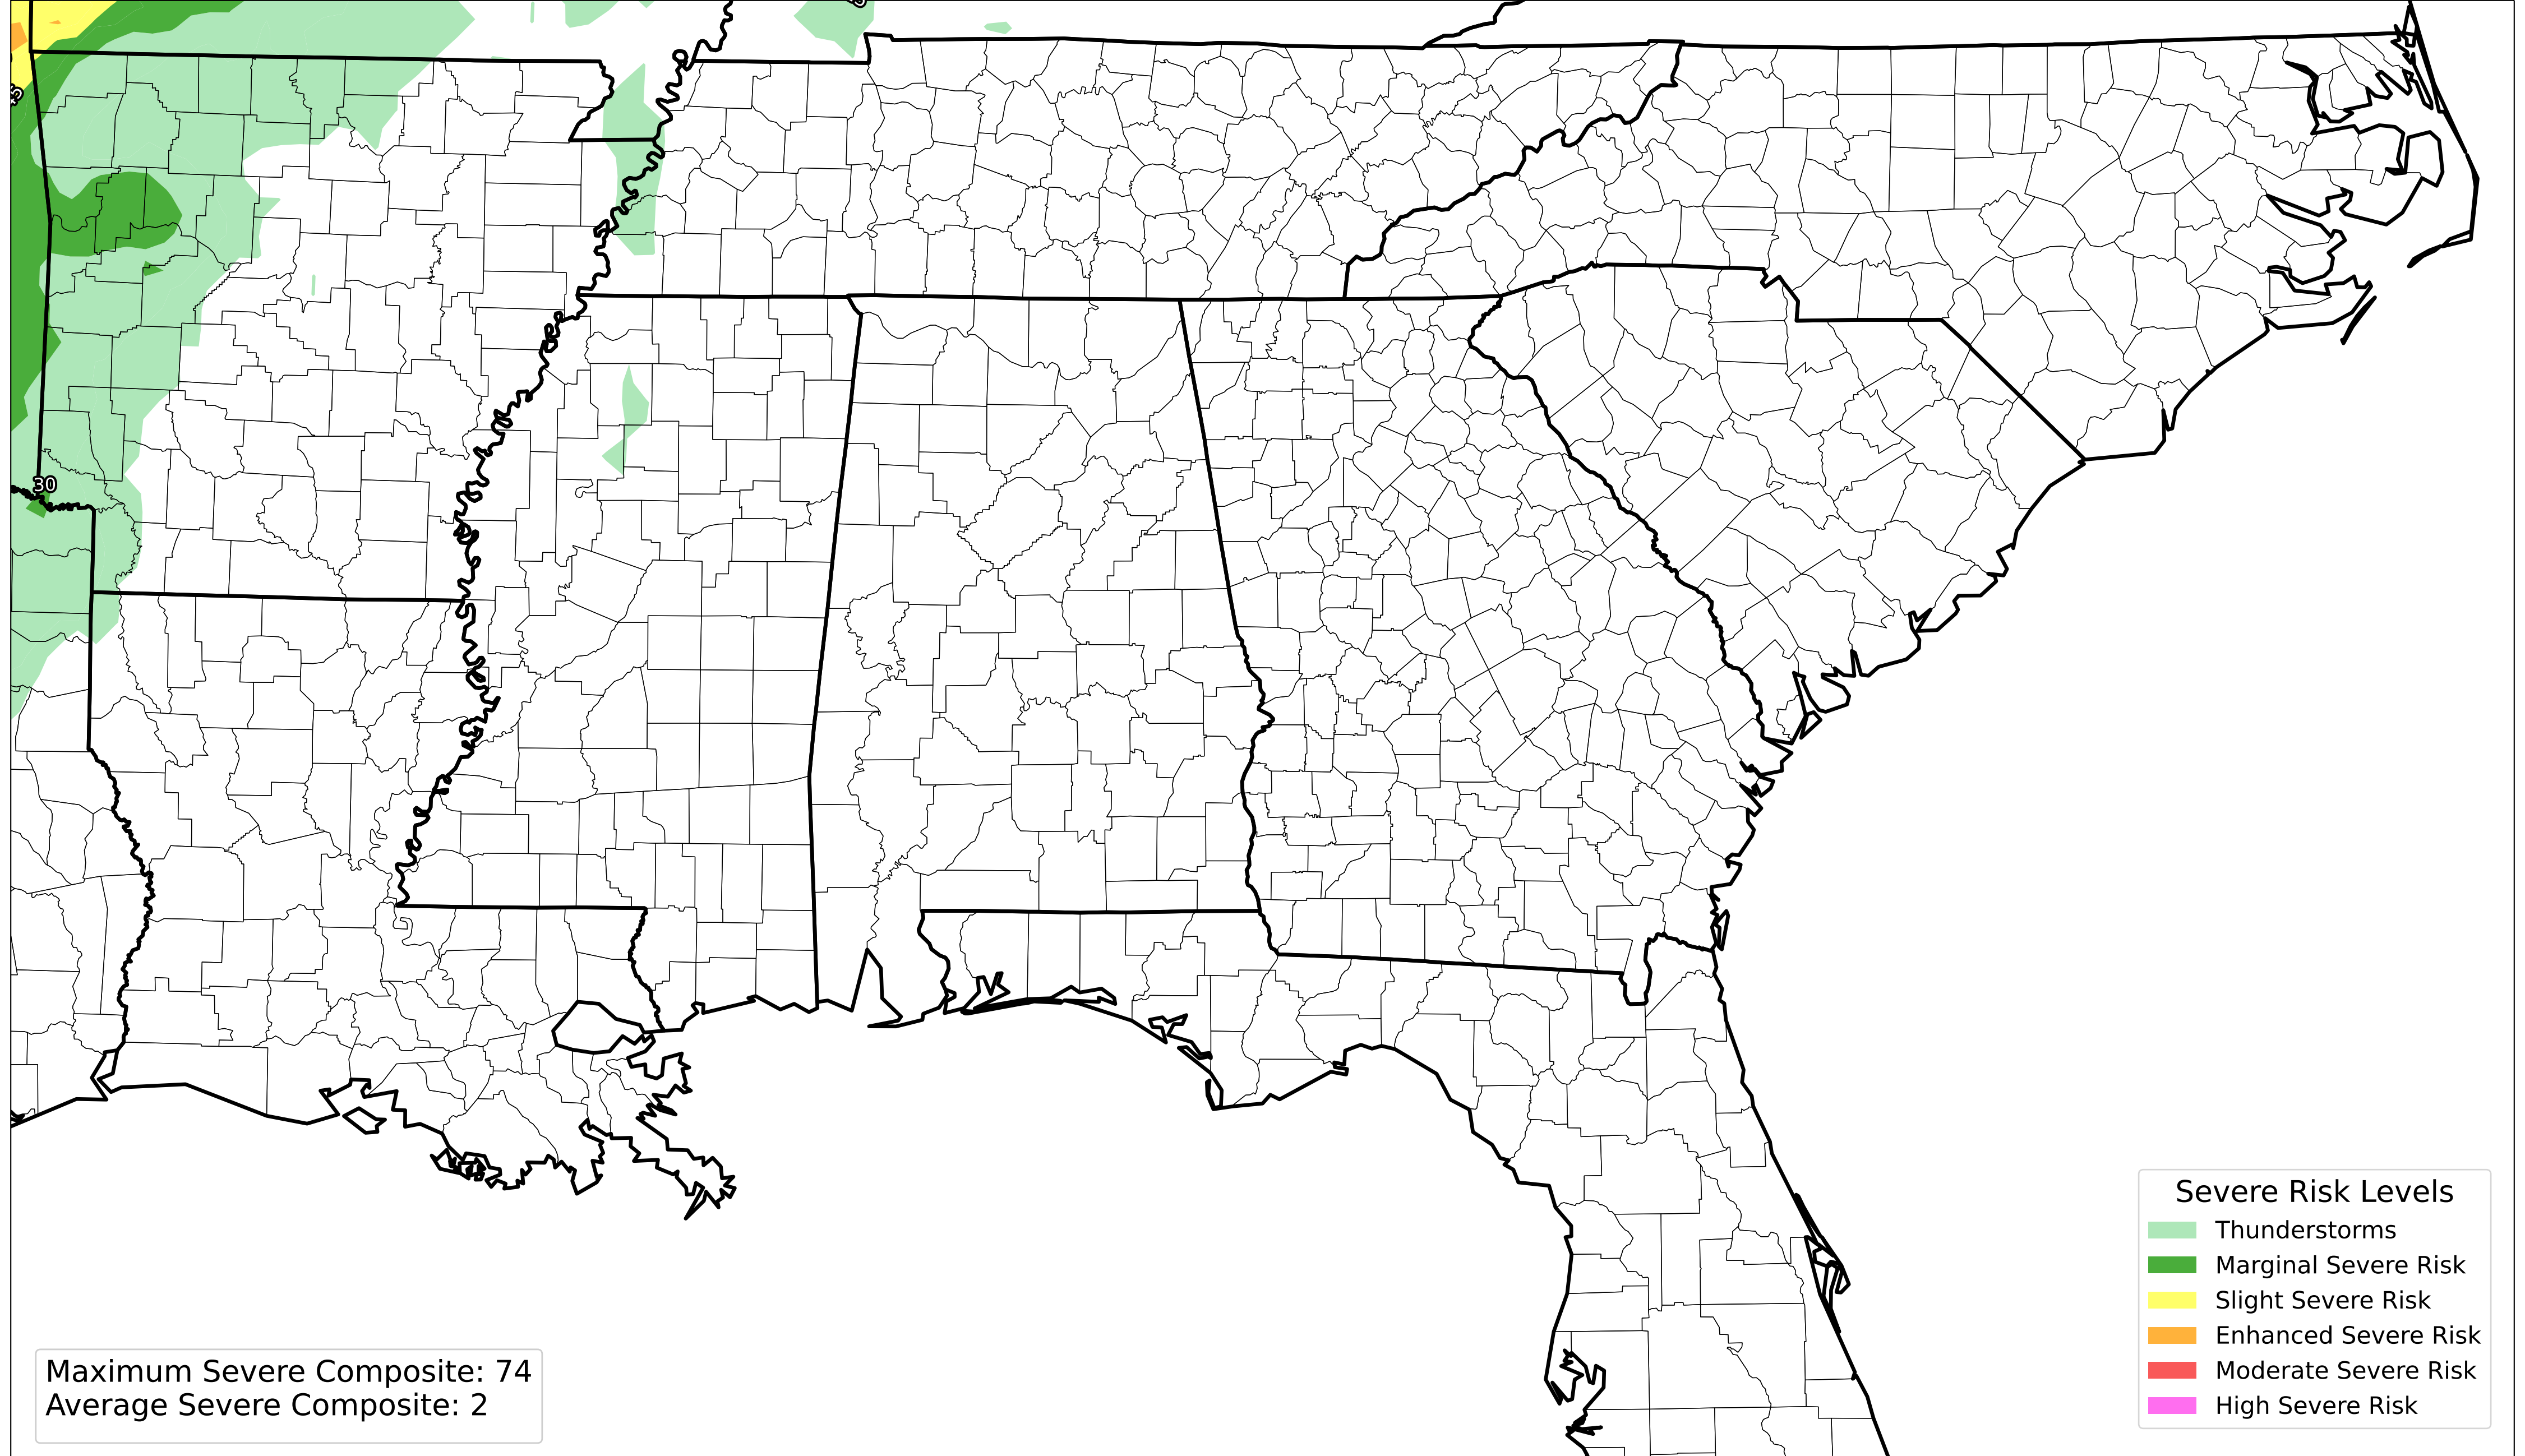 30
Severe Risk Levels
Thunderstorms
Marginal Severe Risk
Slight Severe Risk
Enhanced Severe Risk
Moderate Severe Risk
High Severe Risk
Maximum Severe Composite: 74
Average Severe Composite: 2